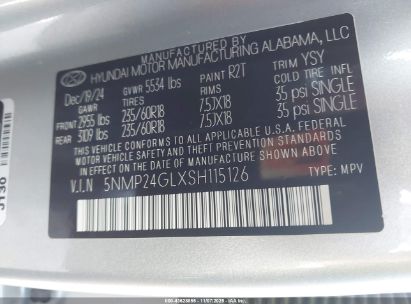 HYUNDAI MOTOR MANUFACTURING ALABAMA, LLC
Dec/19/24 GVWR 5534 lbs PAINT R2T TRIM YSY
GAWR TIRES RIMS COLD TIRE INFL
FRONT 2955 lbs 235/60R18 7.5JX18 35 psi SINGLE
REAR 3109 lbs 235/60R18 7.5JX18 35 psi SINGLE
THIS VEHICLE CONFORMS TO ALL APPLICABLE U.S.A. FEDERAL
MOTOR VEHICLE SAFETY AND THEFT PREVENTION STANDARDS
IN EFFECT ON THE DATE OF MANUFACTURE SHOWN ABOVE.
V.I.N 5NMP24GLXSH115126 TYPE: MPV
J130